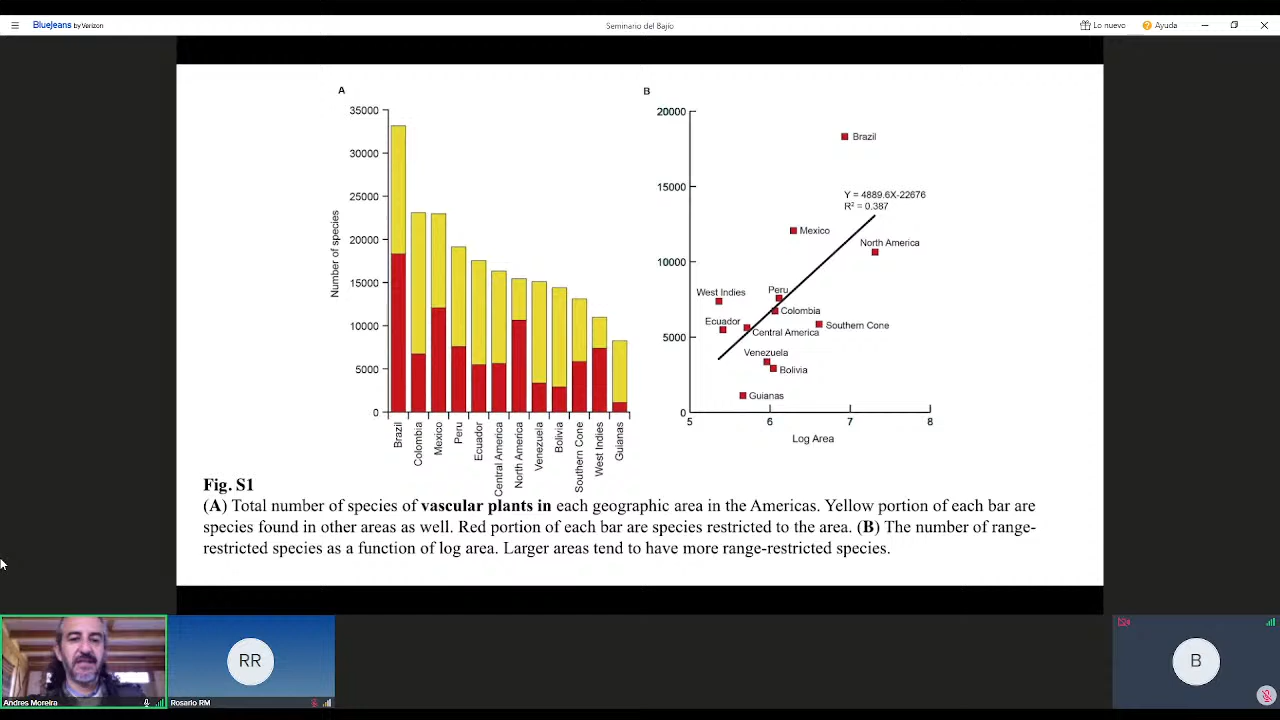 BlueJeans by Verizon
Seminario del Bajío
Lo nuevo
Ayuda
A
35000
30000
25000
20000
15000
10000
5000
0
Number of species
Brazil
Colombia
Mexico
Peru
Ecuador
Central America
North America
Venezuela
Bolivia
Southern Cone
West Indies
Guianas
B
20000
15000
10000
5000
0
5
6
7
8
Log Area
Brazil
Y = 4889.6X-22676
R² = 0.387
Mexico
North America
West Indies
Peru
Colombia
Ecuador
Central America
Southern Cone
Venezuela
Bolivia
Guianas
Fig. S1
(A) Total number of species of vascular plants in each geographic area in the Americas. Yellow portion of each bar are
species found in other areas as well. Red portion of each bar are species restricted to the area. (B) The number of range-
restricted species as a function of log area. Larger areas tend to have more range-restricted species.
Andres Moreira
RR
Rosario RM
B